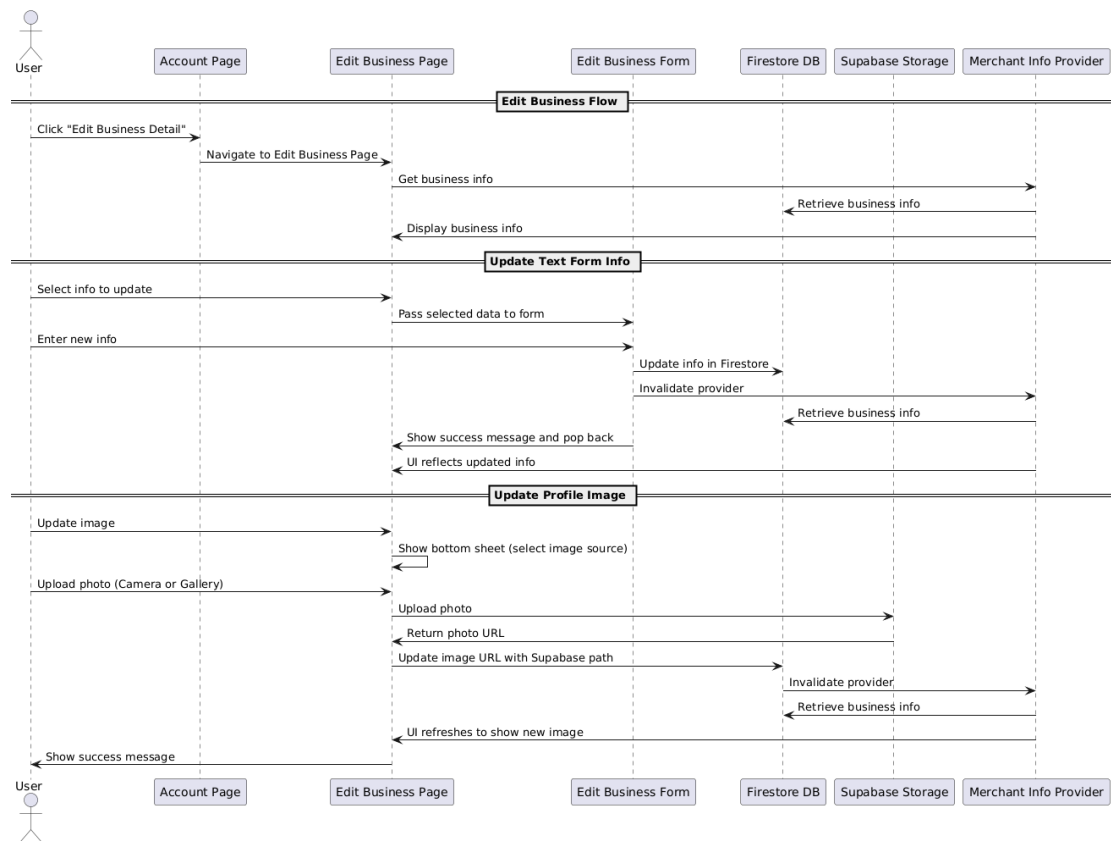 User
Account Page
Edit Business Page
Edit Business Form
Firestore DB
Supabase Storage
Merchant Info Provider
Edit Business Flow
Click "Edit Business Detail"
Navigate to Edit Business Page
Get business info
Retrieve business info
Display business info
Update Text Form Info
Select info to update
Pass selected data to form
Enter new info
Update info in Firestore
Invalidate provider
Retrieve business info
Show success message and pop back
UI reflects updated info
Update Profile Image
Update image
Show bottom sheet (select image source)
Upload photo (Camera or Gallery)
Upload photo
Return photo URL
Update image URL with Supabase path
Invalidate provider
Retrieve business info
UI refreshes to show new image
Show success message
User
Account Page
Edit Business Page
Edit Business Form
Firestore DB
Supabase Storage
Merchant Info Provider